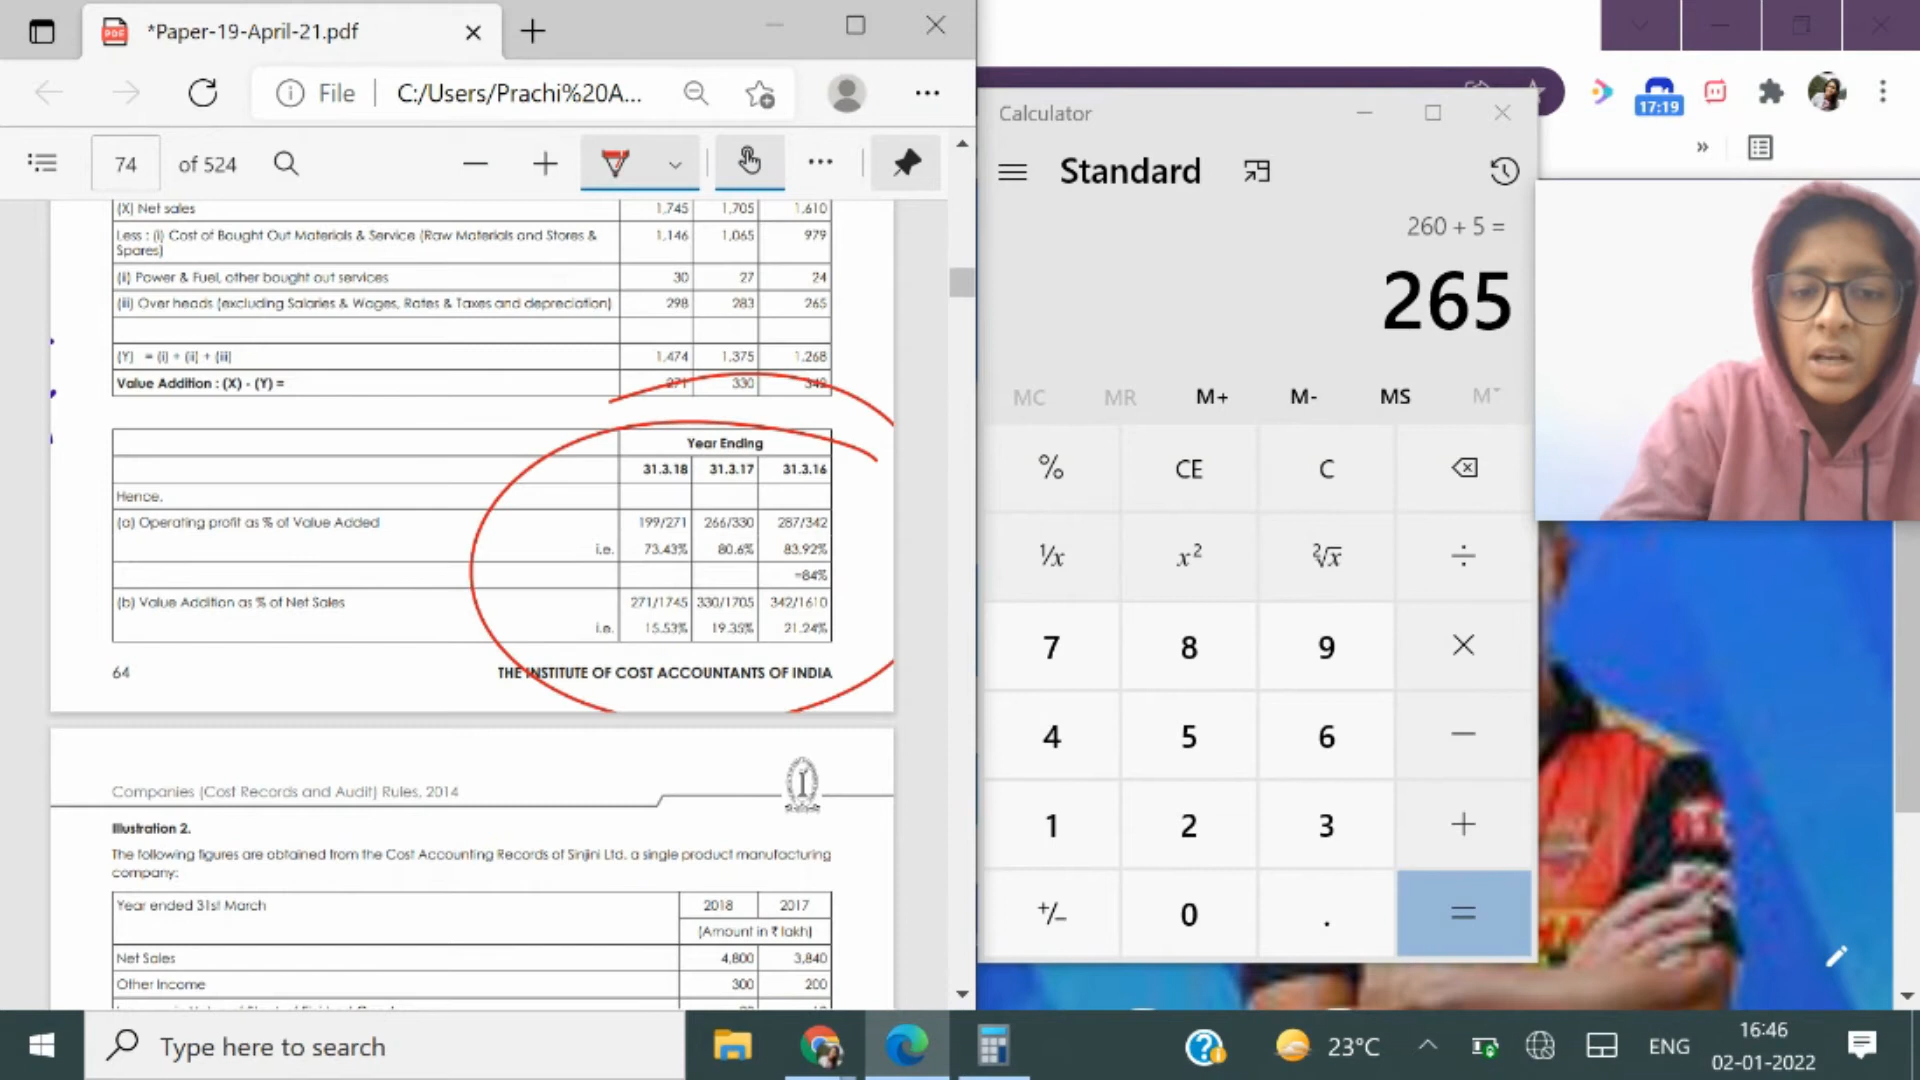 *Paper-19-April-21.pdf
File C:/Users/Prachi%20A...
17:19
74 of 524
(X) Net sales 1,745 1,705 1,610
Less : (i) Cost of Bought Out Materials & Service (Raw Materials and Stores & 1,146 1,065 979
Spares)
(ii) Power & Fuel, other bought out services 30 27 24
(iii) Over heads (excluding Salaries & Wages, Rates & Taxes and depreciation) 298 283 265
(Y) = (i) + (ii) + (iii) 1,474 1,375 1,268
Value Addition : (X) - (Y) = 271 330 342
Year Ending
31.3.18 31.3.17 31.3.16
Hence,
(a) Operating profit as % of Value Added 199/271 266/330 287/342
i.e. 73.43% 80.6% 83.92%
=84%
(b) Value Addition as % of Net Sales 271/1745 330/1705 342/1610
i.e. 15.53% 19.35% 21.24%
64 THE INSTITUTE OF COST ACCOUNTANTS OF INDIA
Companies (Cost Records and Audit) Rules, 2014
Illustration 2.
The following figures are obtained from the Cost Accounting Records of Sinjini Ltd. a single product manufacturing
company:
Year ended 31st March 2018 2017
(Amount in ₹ lakh)
Net Sales 4,800 3,840
Other Income 300 200
Calculator
Standard
260 + 5 =
265
MC MR M+ M- MS M˅
% CE C
¹/x x² ²√x ÷
7 8 9 ×
4 5 6 −
1 2 3 +
+/− 0 . =
Type here to search
23°C
ENG
16:46
02-01-2022